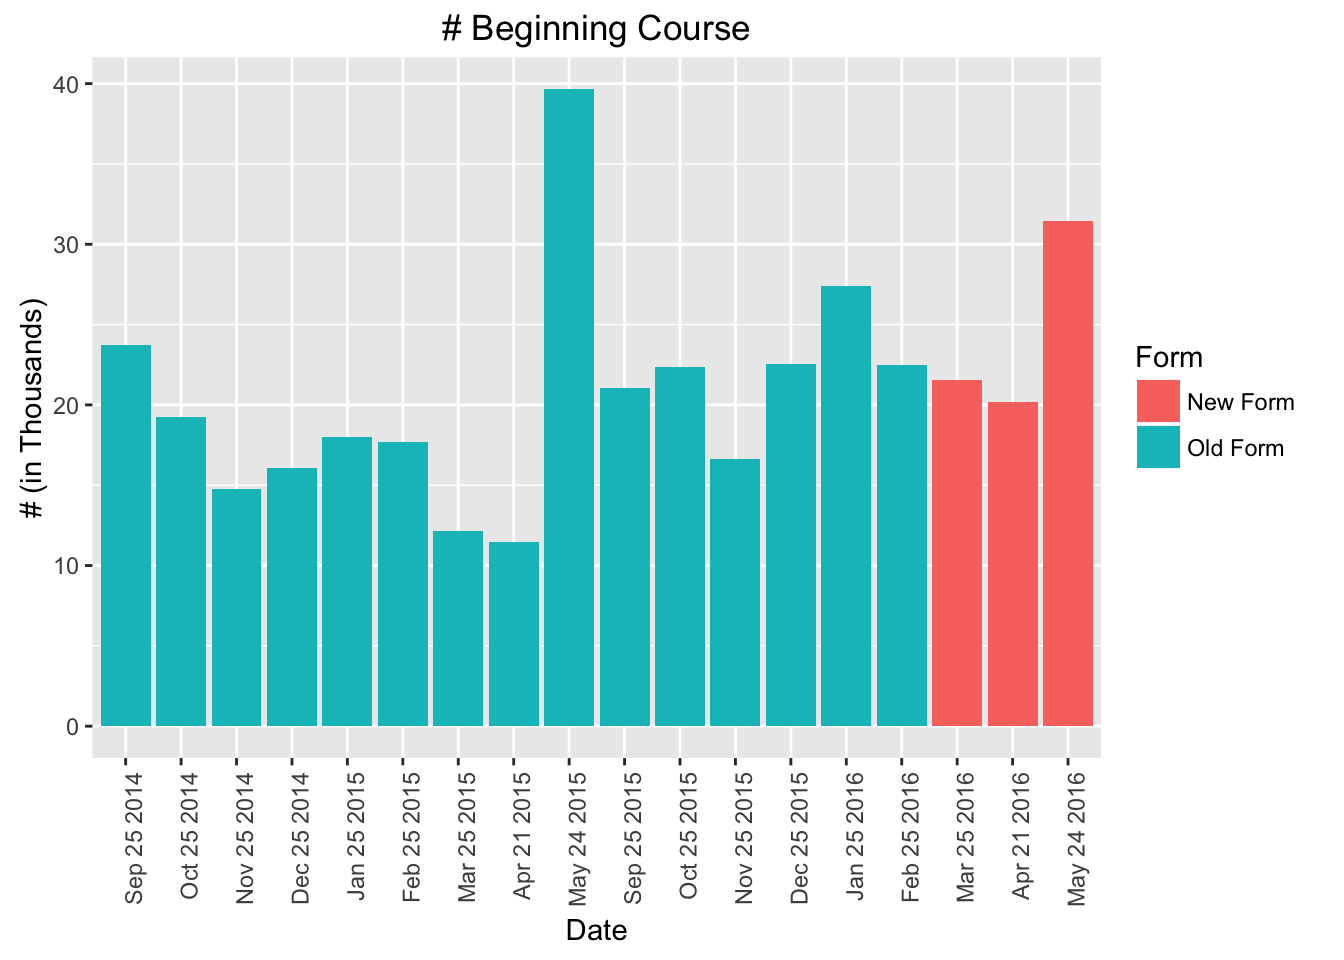 # Beginning Course
# (in Thousands)
40
30
20
10
0
Sep 25 2014
Oct 25 2014
Nov 25 2014
Dec 25 2014
Jan 25 2015
Feb 25 2015
Mar 25 2015
Apr 21 2015
May 24 2015
Sep 25 2015
Oct 25 2015
Nov 25 2015
Dec 25 2015
Jan 25 2016
Feb 25 2016
Mar 25 2016
Apr 21 2016
May 24 2016
Date
Form
New Form
Old Form